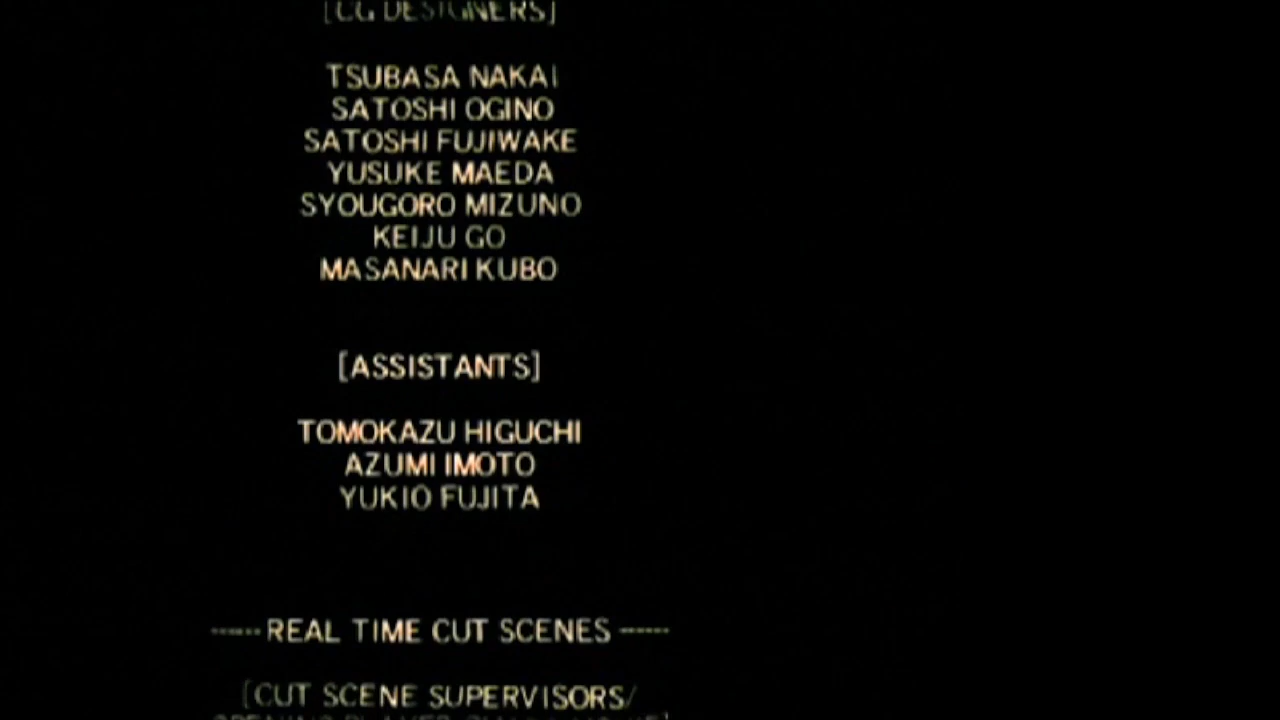 [CG DESIGNERS]
TSUBASA NAKAI
SATOSHI OGINO
SATOSHI FUJIWAKE
YUSUKE MAEDA
SYOUGORO MIZUNO
KEIJU GO
MASANARI KUBO
[ASSISTANTS]
TOMOKAZU HIGUCHI
AZUMI IMOTO
YUKIO FUJITA
------ REAL TIME CUT SCENES ------
[CUT SCENE SUPERVISORS/